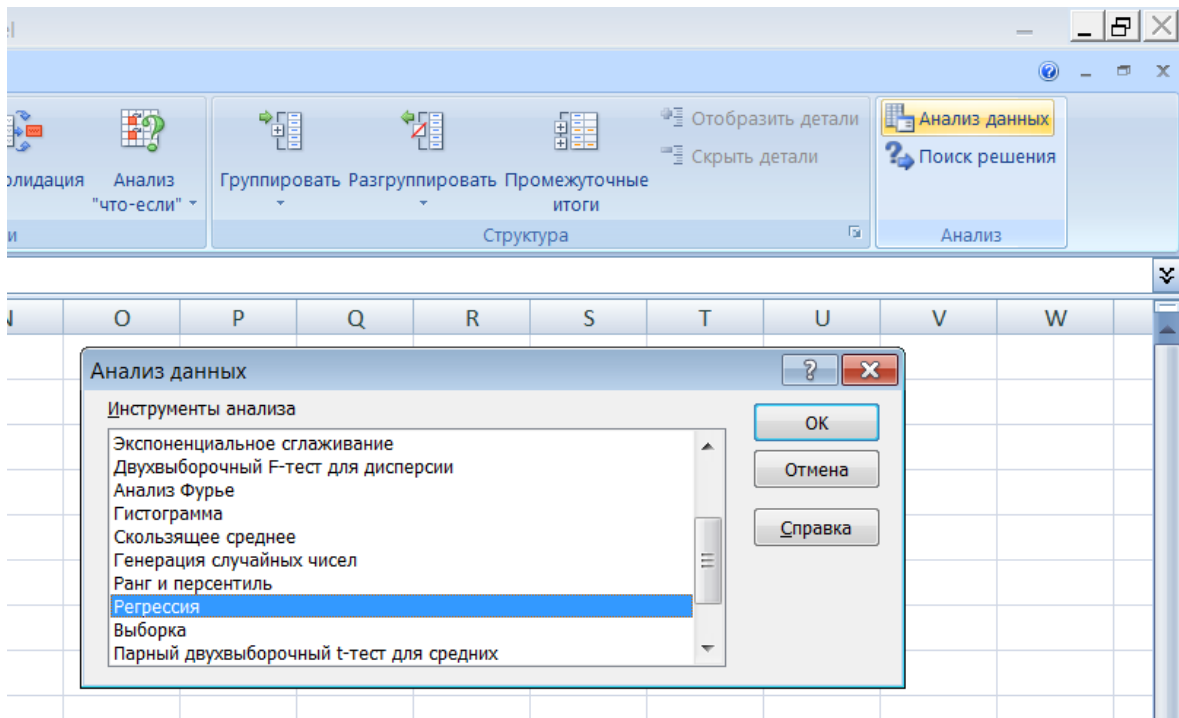 Отобразить детали
Анализ данных
Скрыть детали
Поиск решения
Анализ
"что-если"
Группировать Разгруппировать Промежуточные
итоги
Структура
Анализ
O P Q R S T U V W
Анализ данных
Инструменты анализа
Экспоненциальное сглаживание
Двухвыборочный F-тест для дисперсии
Анализ Фурье
Гистограмма
Скользящее среднее
Генерация случайных чисел
Ранг и персентиль
Регрессия
Выборка
Парный двухвыборочный t-тест для средних
OK
Отмена
Справка